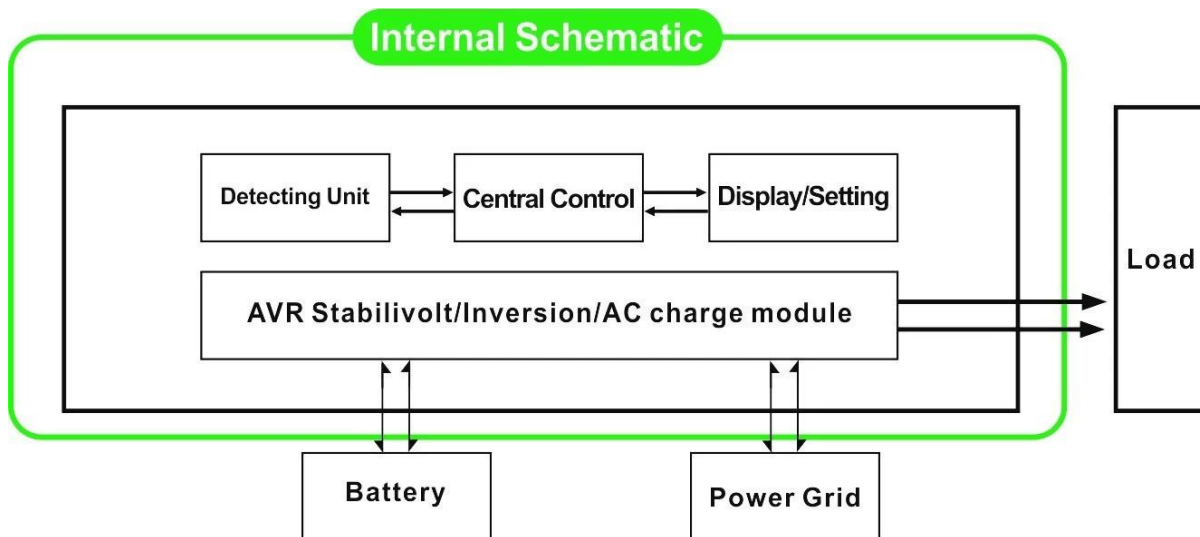 Internal Schematic
Detecting Unit
Central Control
Display/Setting
AVR Stabilivolt/Inversion/AC charge module
Load
Battery
Power Grid